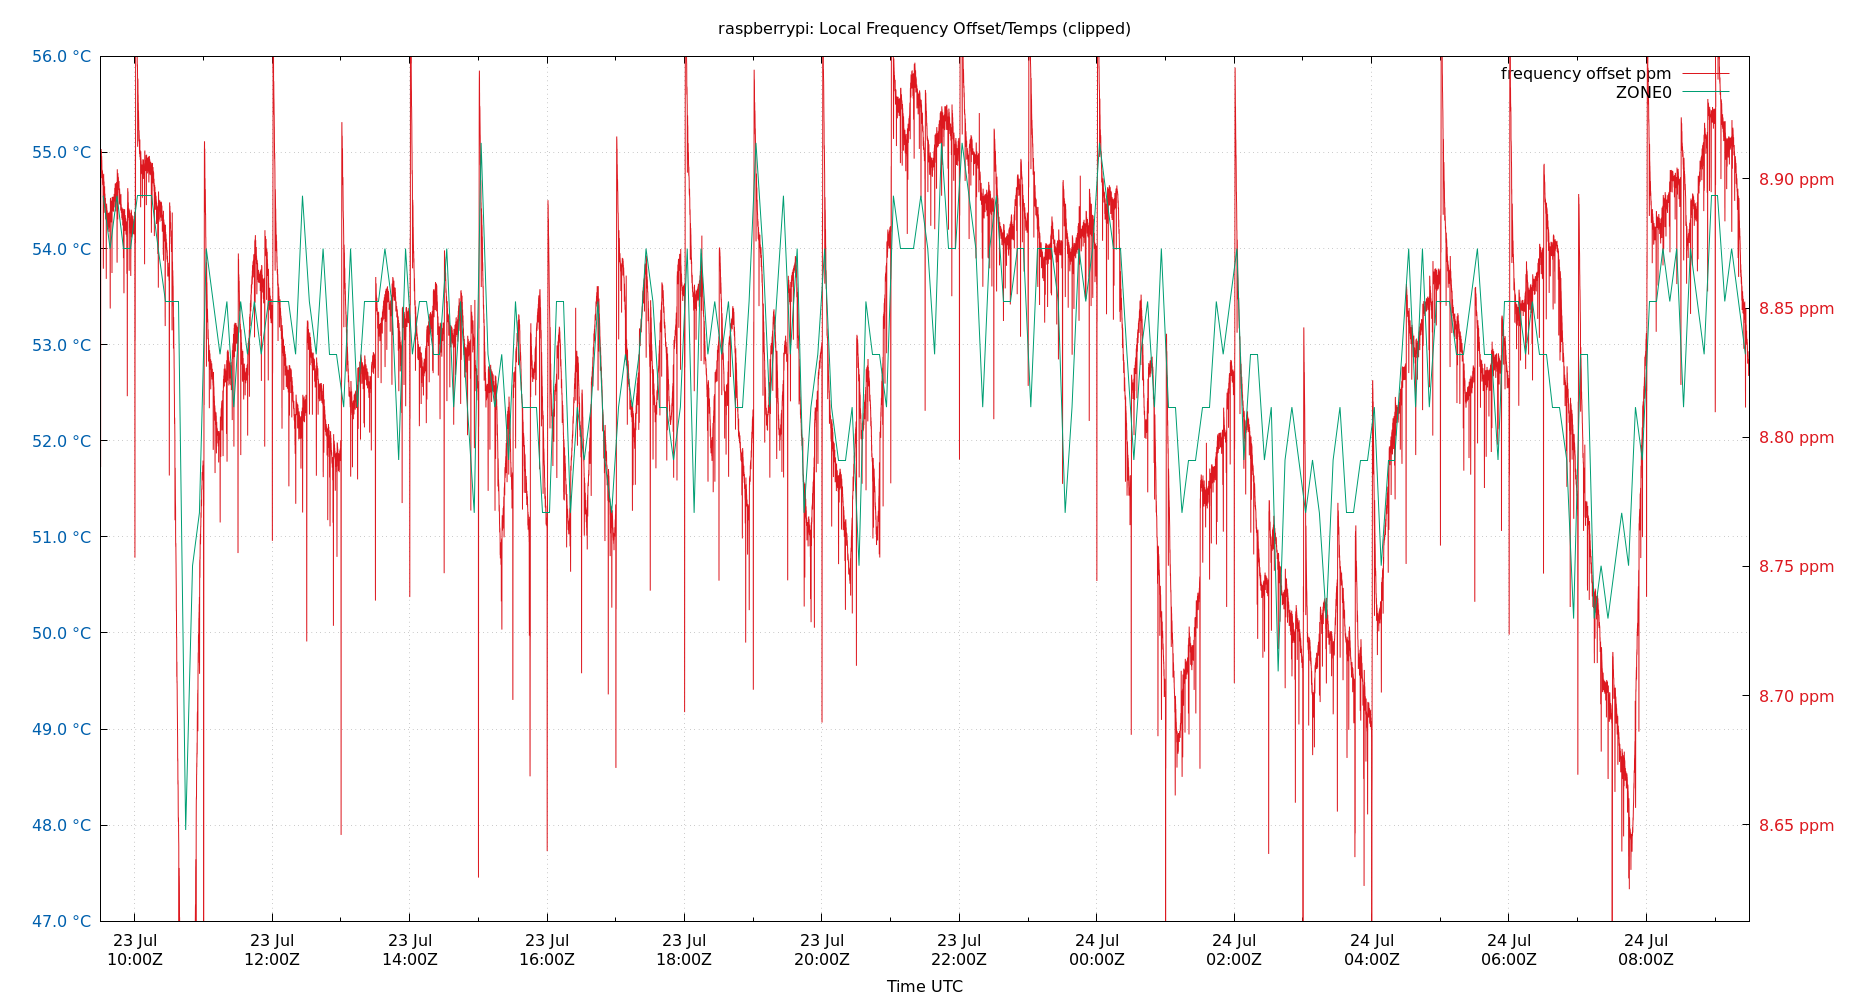 raspberrypi: Local Frequency Offset/Temps (clipped)
frequency offset ppm
ZONE0
56.0 °C
55.0 °C
54.0 °C
53.0 °C
52.0 °C
51.0 °C
50.0 °C
49.0 °C
48.0 °C
47.0 °C
8.90 ppm
8.85 ppm
8.80 ppm
8.75 ppm
8.70 ppm
8.65 ppm
23 Jul
10:00Z
23 Jul
12:00Z
23 Jul
14:00Z
23 Jul
16:00Z
23 Jul
18:00Z
23 Jul
20:00Z
23 Jul
22:00Z
24 Jul
00:00Z
24 Jul
02:00Z
24 Jul
04:00Z
24 Jul
06:00Z
24 Jul
08:00Z
Time UTC